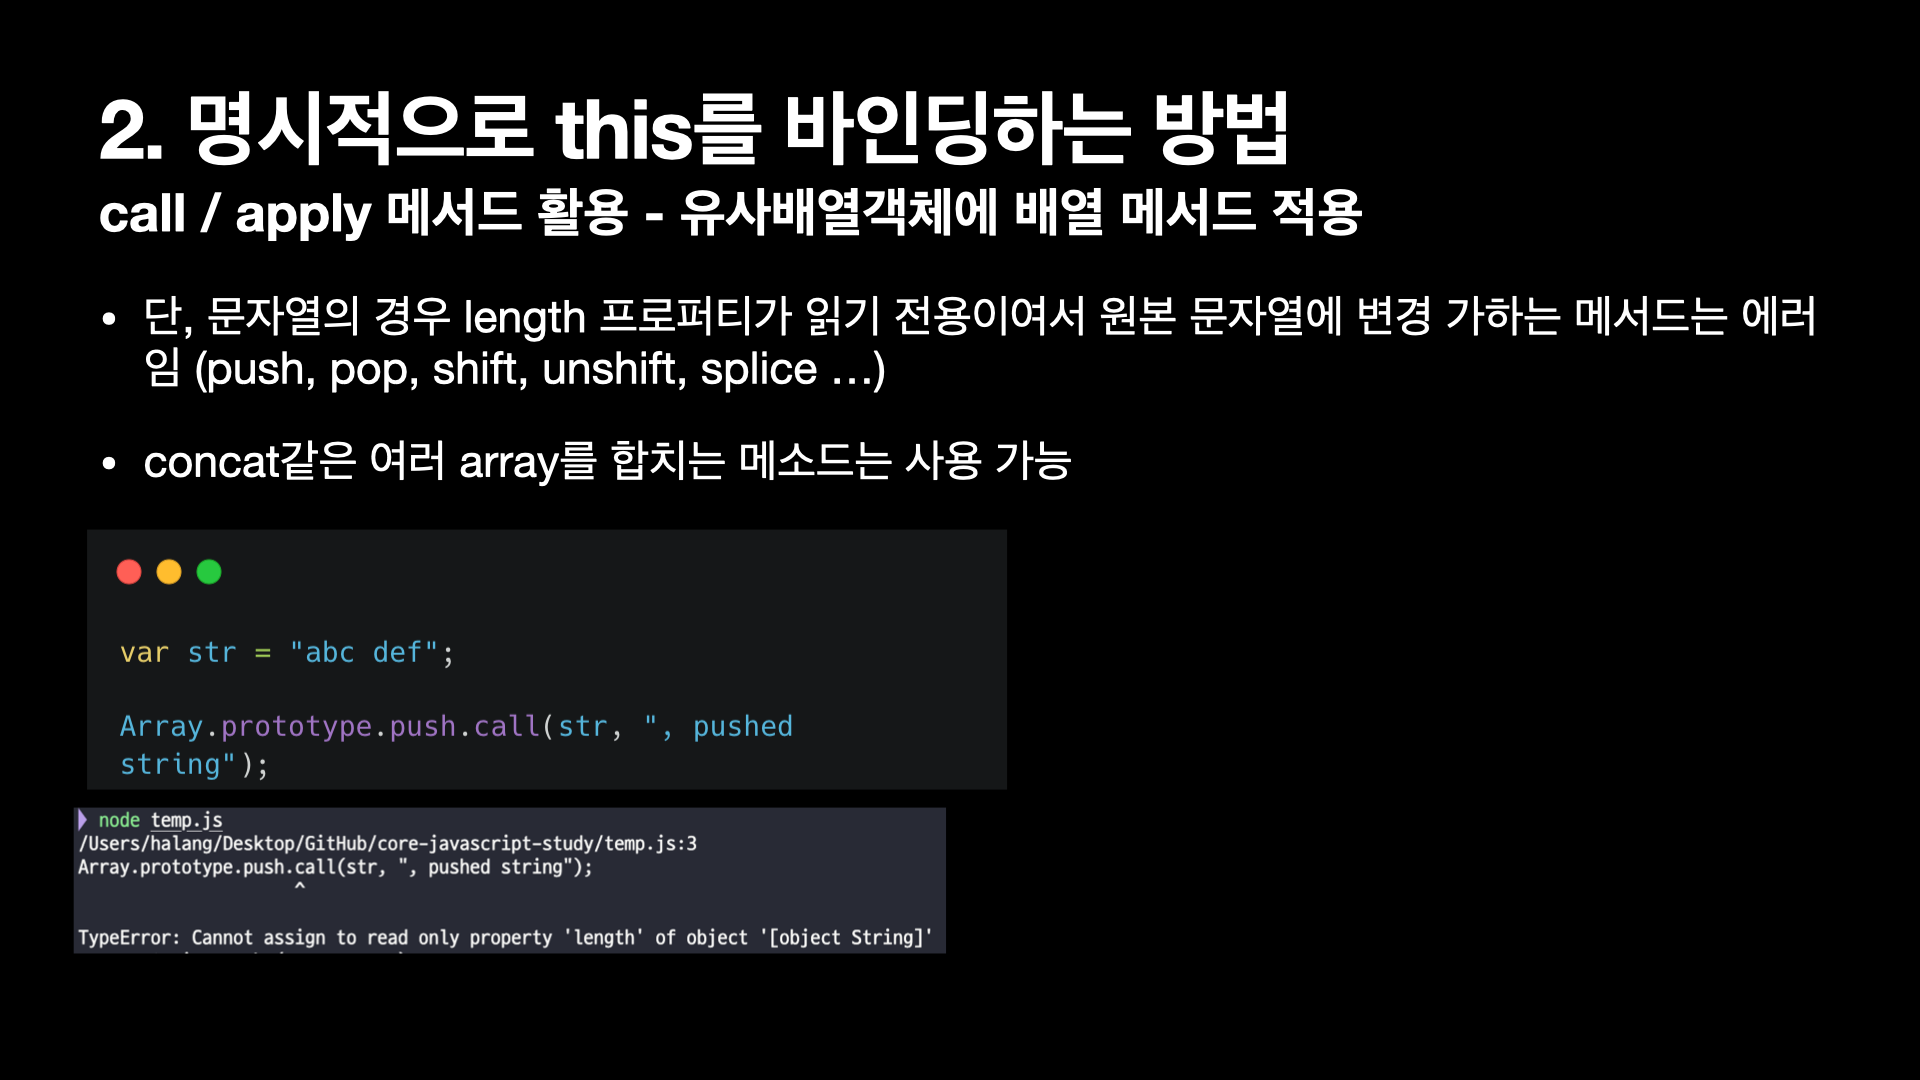 2. 명시적으로 this를 바인딩하는 방법
call / apply 메서드 활용 - 유사배열객체에 배열 메서드 적용
• 단, 문자열의 경우 length 프로퍼티가 읽기 전용이여서 원본 문자열에 변경 가하는 메서드는 에러
임 (push, pop, shift, unshift, splice …)
• concat같은 여러 array를 합치는 메소드는 사용 가능
var str = "abc def";
Array.prototype.push.call(str, ", pushed
string");
node temp.js
/Users/halang/Desktop/GitHub/core-javascript-study/temp.js:3
Array.prototype.push.call(str, ", pushed string");
^
TypeError: Cannot assign to read only property 'length' of object '[object String]'